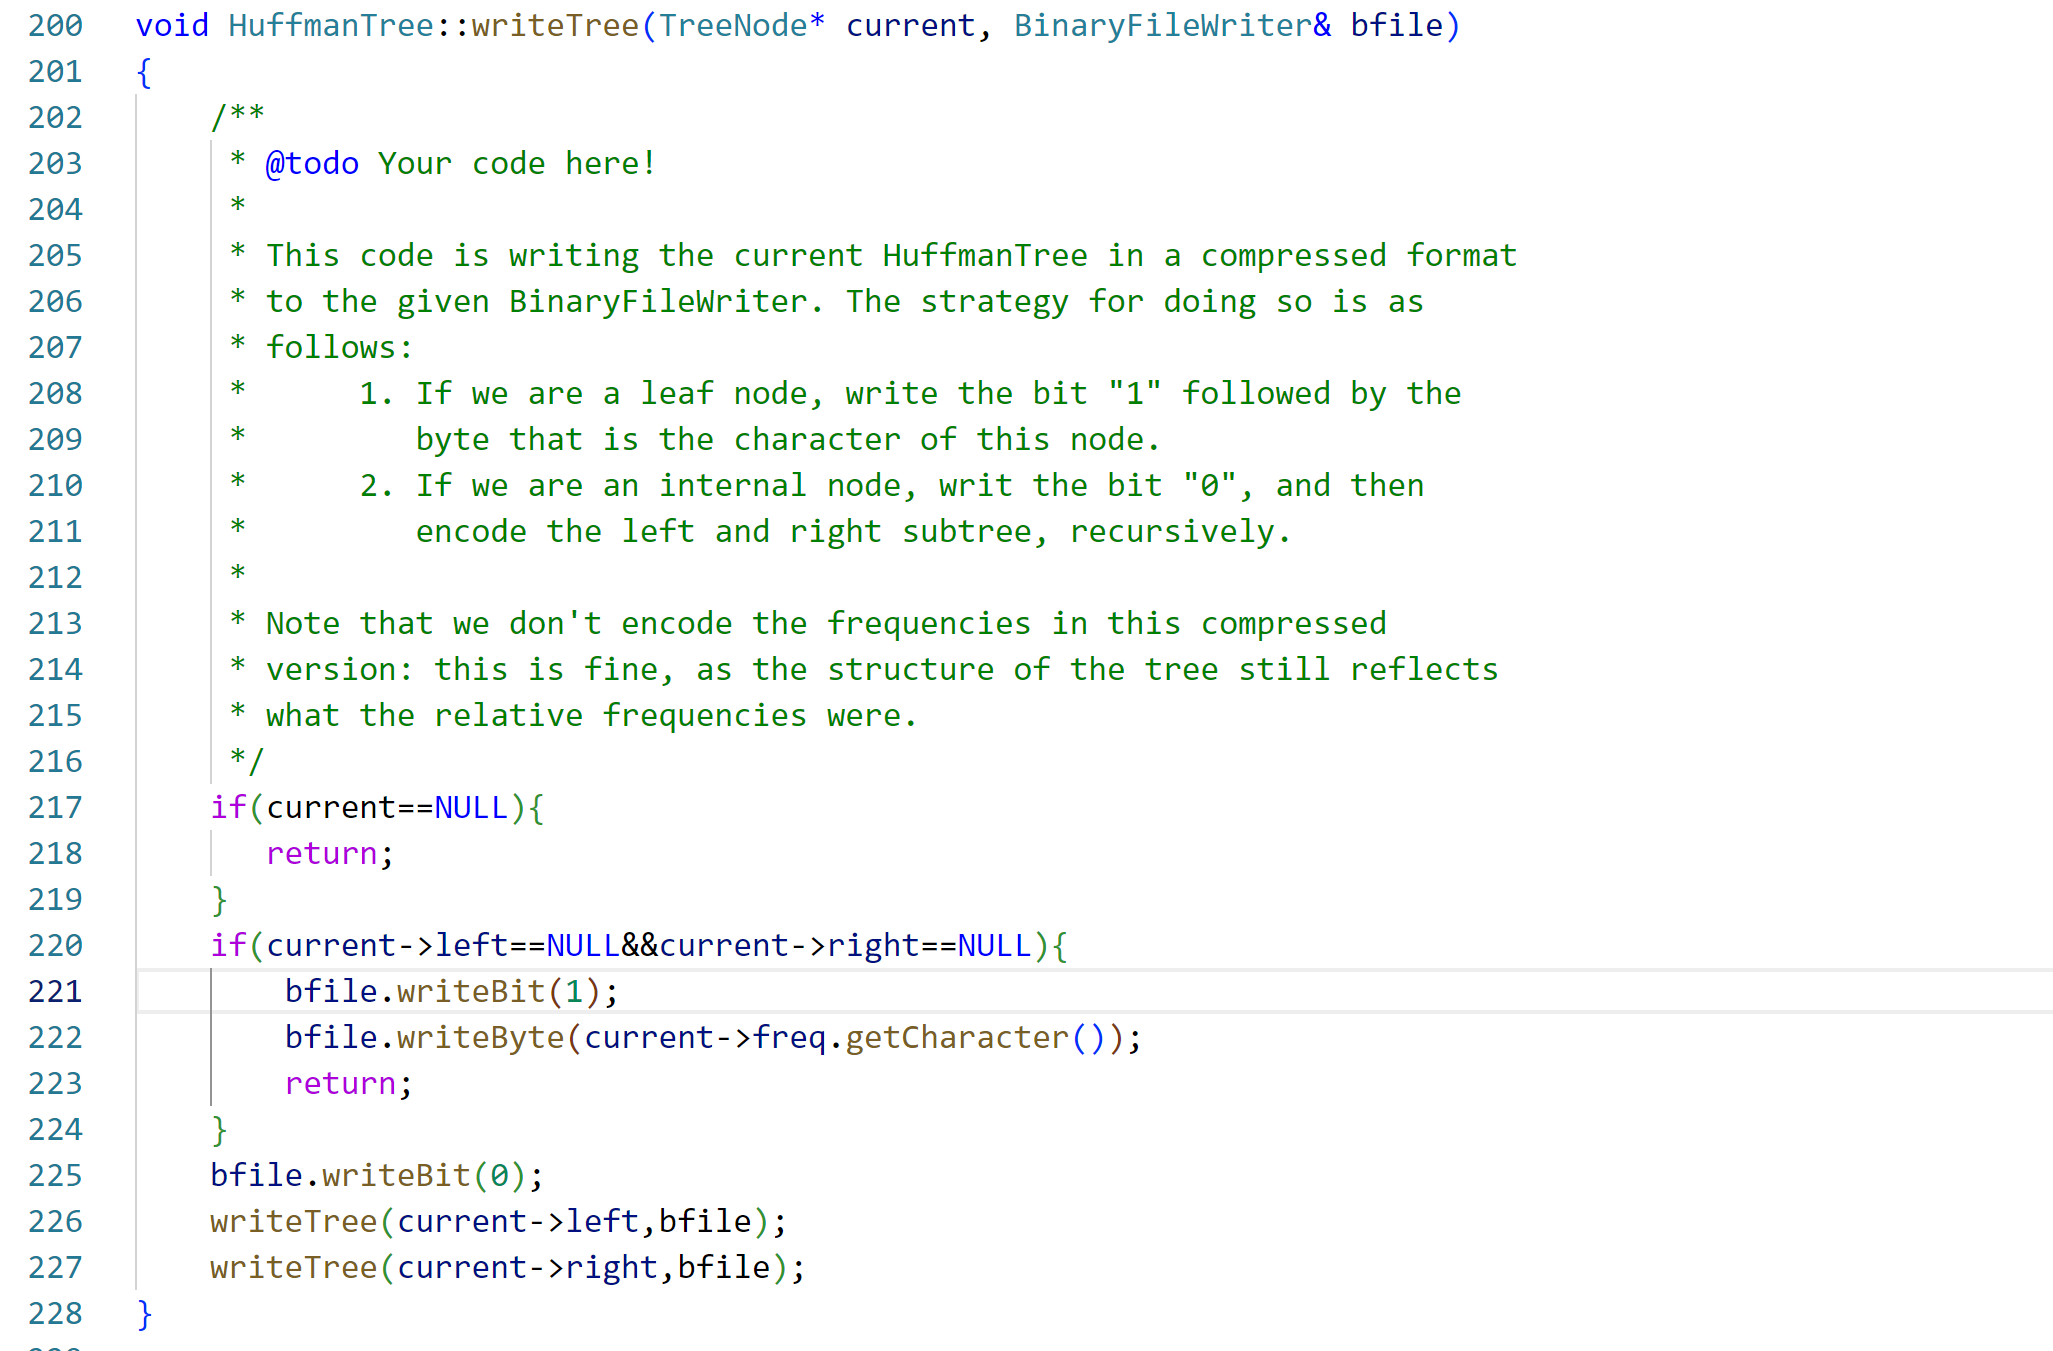 200 void HuffmanTree::writeTree(TreeNode* current, BinaryFileWriter& bfile)
201 {
202     /**
203      * @todo Your code here!
204      *
205      * This code is writing the current HuffmanTree in a compressed format
206      * to the given BinaryFileWriter. The strategy for doing so is as
207      * follows:
208      *      1. If we are a leaf node, write the bit "1" followed by the
209      *         byte that is the character of this node.
210      *      2. If we are an internal node, writ the bit "0", and then
211      *         encode the left and right subtree, recursively.
212      *
213      * Note that we don't encode the frequencies in this compressed
214      * version: this is fine, as the structure of the tree still reflects
215      * what the relative frequencies were.
216      */
217     if(current==NULL){
218        return;
219     }
220     if(current->left==NULL&&current->right==NULL){
221         bfile.writeBit(1);
222         bfile.writeByte(current->freq.getCharacter());
223         return;
224     }
225     bfile.writeBit(0);
226     writeTree(current->left,bfile);
227     writeTree(current->right,bfile);
228 }